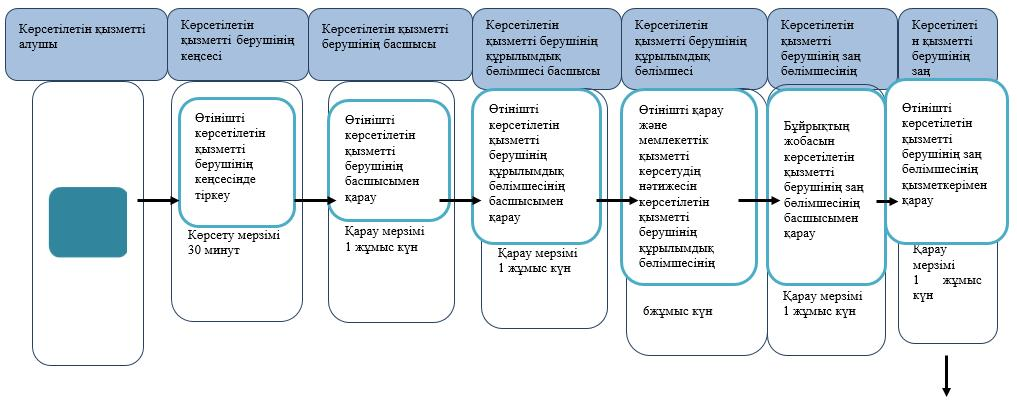 Көрсетілетін қызметті
алушы
Көрсетілетін
қызметті берушінің
кеңсесі
Көрсетілетін қызметті
берушінің басшысы
Көрсетілетін
қызметті берушінің
құрылымдық
бөлімшесі басшысы
Көрсетілетін
қызметті берушінің
құрылымдық
бөлімшесі
Көрсетілетін
қызметті
берушінің заң
бөлімшесінің
Көрсетілеті
н қызметті
берушінің
заң
Өтінішті
көрсетілетін
қызметті
берушінің
кеңсесінде
тіркеу
Көрсету мерзімі
30 минут
Өтінішті
көрсетілетін
қызметті
берушінің
басшысымен
қарау
Қарау мерзімі
1 жұмыс күн
Өтінішті
көрсетілетін
қызметті
берушінің
құрылымдық
бөлімшесінің
басшысымен
қарау
Қарау мерзімі
1 жұмыс күн
Өтінішті қарау
және
мемлекеттік
қызметті
көрсетудің
нәтижесін
көрсетілетін
қызметті
берушінің
құрылымдық
бөлімшесінің
6жұмыс күн
Бұйрықтың
жобасын
көрсетілетін
қызметті
берушінің заң
бөлімшесінің
басшысымен
қарау
Қарау мерзімі
1 жұмыс күн
Өтінішті
көрсетілетін
қызметті
берушінің заң
бөлімшесінің
қызметкерімен
қарау
Қарау
мерзімі
1 жұмыс
күн